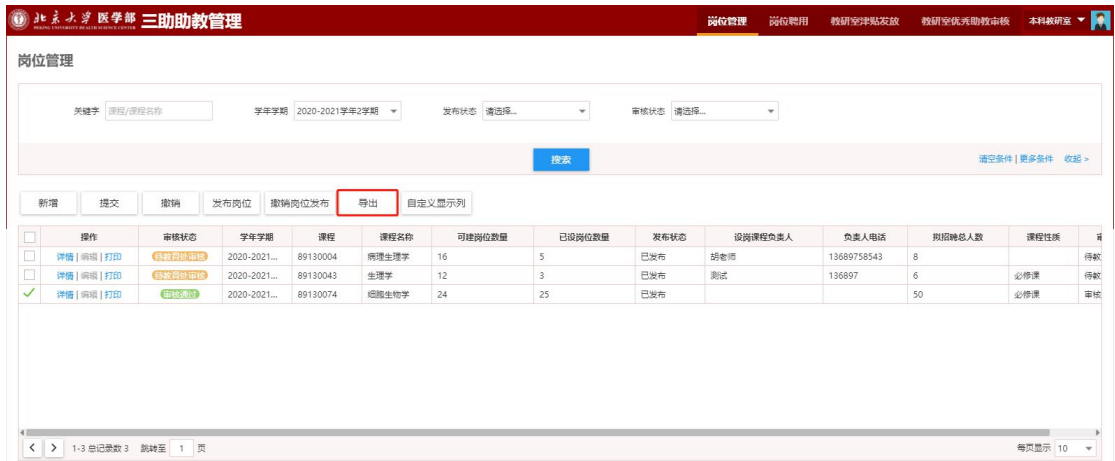 北京大学 医学部 三助助教管理 岗位管理 岗位聘用 教研室津贴发放 教研室优秀助教审核 本科教研室
PEKING UNIVERSITY HEALTH SCIENCE CENTER
岗位管理
关键字 课程/课程名称 学年学期 2020-2021学年2学期 发布状态 请选择... 审核状态 请选择...
搜索 清空条件 | 更多条件 收起 >
新增 提交 撤销 发布岗位 撤销岗位发布 导出 自定义显示列
操作 审核状态 学年学期 课程 课程名称 可建岗位数量 已设岗位数量 发布状态 设岗课程负责人 负责人电话 拟招聘总人数 课程性质
详情 | 编辑 | 打印 待教育处审核 2020-2021... 89130004 病理生理学 16 5 已发布 胡老师 13689758543 8 待教
详情 | 编辑 | 打印 待教育处审核 2020-2021... 89130043 生理学 12 3 已发布 测试 136897 6 必修课 待教
详情 | 编辑 | 打印 审核通过 2020-2021... 89130074 细胞生物学 24 25 已发布 50 必修课 审核
< > 1-3 总记录数 3 跳转至 1 页 每页显示 10